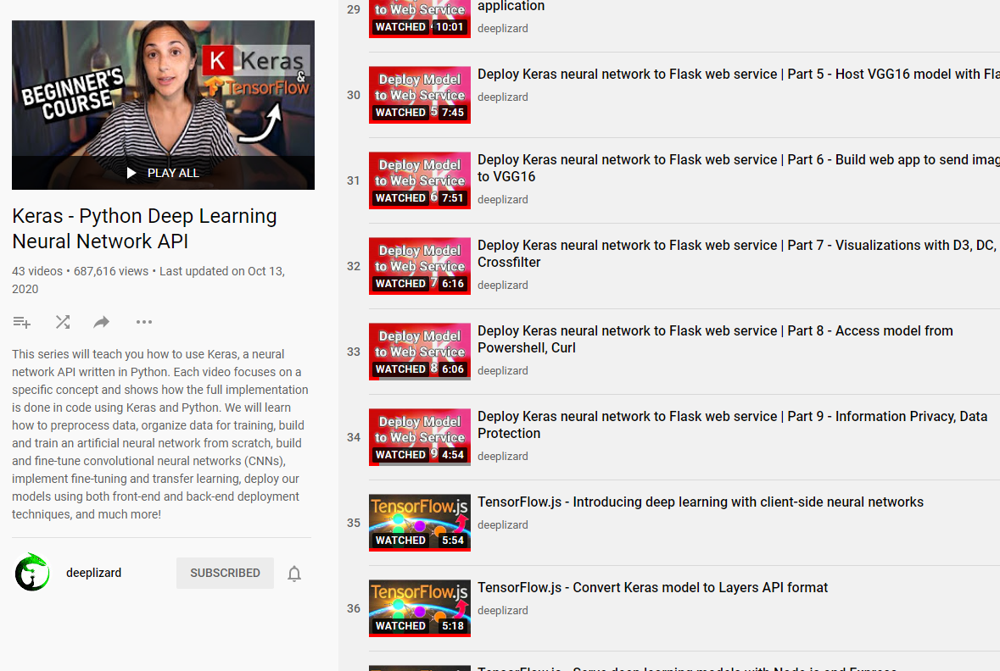 BEGINNER'S
COURSE
K Keras
&
TensorFlow
PLAY ALL
Keras - Python Deep Learning
Neural Network API
43 videos • 687,616 views • Last updated on Oct 13,
2020
This series will teach you how to use Keras, a neural
network API written in Python. Each video focuses on a
specific concept and shows how the full implementation
is done in code using Keras and Python. We will learn
how to preprocess data, organize data for training, build
and train an artificial neural network from scratch, build
and fine-tune convolutional neural networks (CNNs),
implement fine-tuning and transfer learning, deploy our
models using both front-end and back-end deployment
techniques, and much more!
deeplizard
SUBSCRIBED
29
to Web Service
WATCHED
10:01
application
deeplizard
30
Deploy Model
to Web Service
WATCHED 5 7:45
Deploy Keras neural network to Flask web service | Part 5 - Host VGG16 model with Fla
deeplizard
31
Deploy Model
to Web Service
WATCHED 6 7:51
Deploy Keras neural network to Flask web service | Part 6 - Build web app to send imag
to VGG16
deeplizard
32
Deploy Model
to Web Service
WATCHED 7 6:16
Deploy Keras neural network to Flask web service | Part 7 - Visualizations with D3, DC,
Crossfilter
deeplizard
33
Deploy Model
to Web Service
WATCHED 8 6:06
Deploy Keras neural network to Flask web service | Part 8 - Access model from
Powershell, Curl
deeplizard
34
Deploy Model
to Web Service
WATCHED 9 4:54
Deploy Keras neural network to Flask web service | Part 9 - Information Privacy, Data
Protection
deeplizard
35
TensorFlow.js
WATCHED 5:54
TensorFlow.js - Introducing deep learning with client-side neural networks
deeplizard
36
TensorFlow.js
WATCHED 5:18
TensorFlow.js - Convert Keras model to Layers API format
deeplizard
TensorFlow.js - Serve deep learning models with Node.js and Express